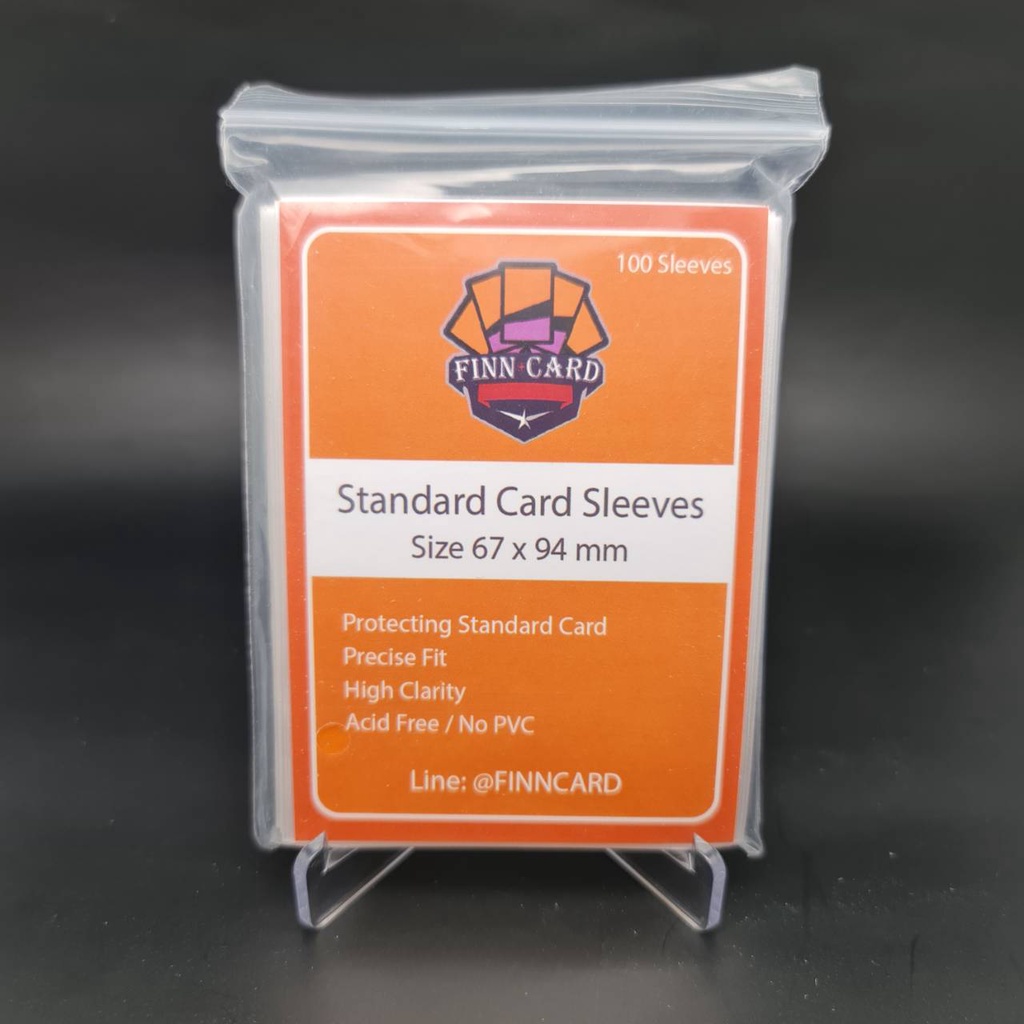 100 Sleeves
FINN CARD
Standard Card Sleeves
Size 67 x 94 mm
Protecting Standard Card
Precise Fit
High Clarity
Acid Free / No PVC
Line: @FINNCARD